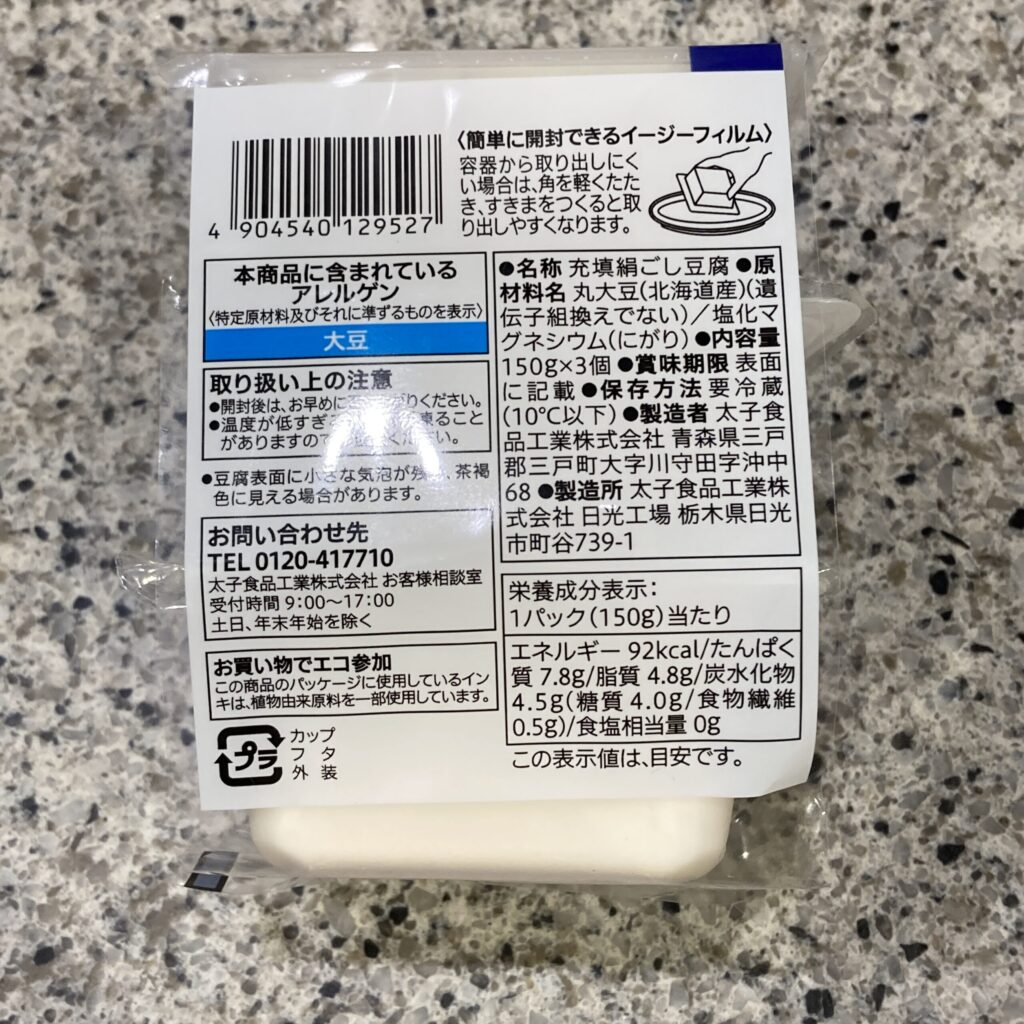 4 904540 129527
〈簡単に開封できるイージーフィルム〉
容器から取り出しにく
い場合は、角を軽くたた
き、すきまをつくると取
り出しやすくなります。
本商品に含まれている
アレルゲン
〈特定原材料及びそれに準ずるものを表示〉
大豆
取り扱い上の注意
●開封後は、お早めに がりください。
●温度が低すぎ 凍ること
がありますので ください。
●豆腐表面に小さな気泡が残り、茶褐
色に見える場合があります。
お問い合わせ先
TEL 0120-417710
太子食品工業株式会社 お客様相談室
受付時間 9:00〜17:00
土日、年末年始を除く
お買い物でエコ参加
この商品のパッケージに使用しているイン
キは、植物由来原料を一部使用しています。
プラ
カップ
フタ
外装
●名称 充填絹ごし豆腐 ●原
材料名 丸大豆(北海道産)(遺
伝子組換えでない)／塩化マ
グネシウム(にがり) ●内容量
150g×3個 ●賞味期限 表面
に記載 ●保存方法 要冷蔵
(10℃以下) ●製造者 太子食
品工業株式会社 青森県三戸
郡三戸町大字川守田字沖中
68 ●製造所 太子食品工業株
式会社 日光工場 栃木県日光
市町谷739-1
栄養成分表示：
1パック(150g)当たり
エネルギー 92kcal/たんぱく
質 7.8g/脂質 4.8g/炭水化物
4.5g(糖質 4.0g/食物繊維
0.5g)/食塩相当量 0g
この表示値は、目安です。